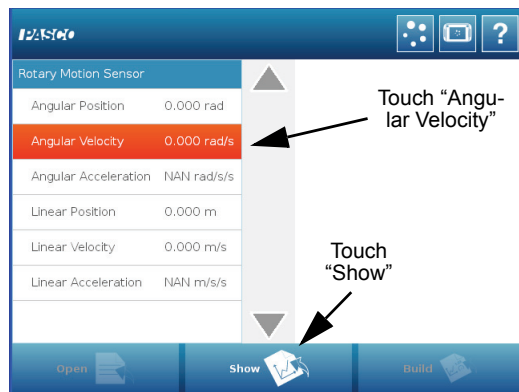 PASCO
?
Rotary Motion Sensor
Angular Position 0.000 rad
Angular Velocity 0.000 rad/s
Angular Acceleration NAN rad/s/s
Linear Position 0.000 m
Linear Velocity 0.000 m/s
Linear Acceleration NAN m/s/s
Touch “Angu-
lar Velocity”
Touch
“Show”
Open
Show
Build